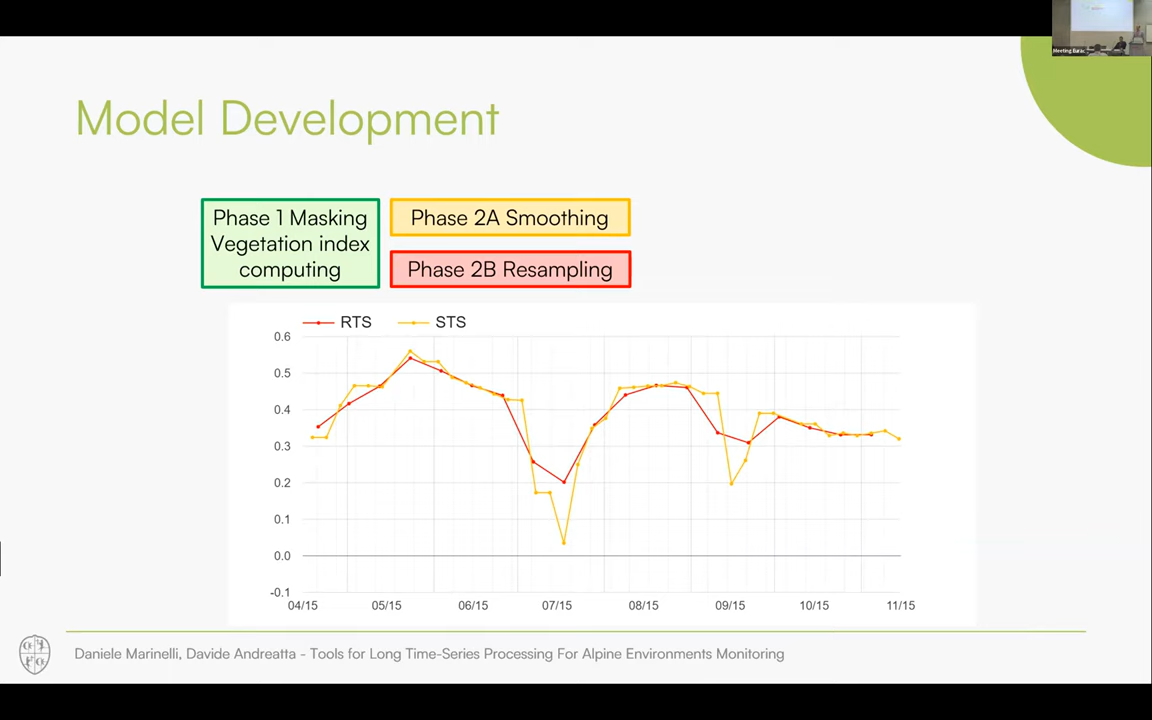 Meeting Barac
Model Development
Phase 1 Masking
Vegetation index
computing
Phase 2A Smoothing
Phase 2B Resampling
RTS
STS
0.6
0.5
0.4
0.3
0.2
0.1
0.0
-0.1
04/15
05/15
06/15
07/15
08/15
09/15
10/15
11/15
Daniele Marinelli, Davide Andreatta - Tools for Long Time-Series Processing For Alpine Environments Monitoring